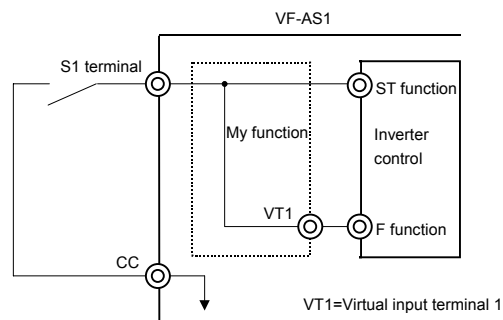 VF-AS1
S1 terminal
ST function
My function
Inverter
control
VT1
F function
CC
VT1=Virtual input terminal 1